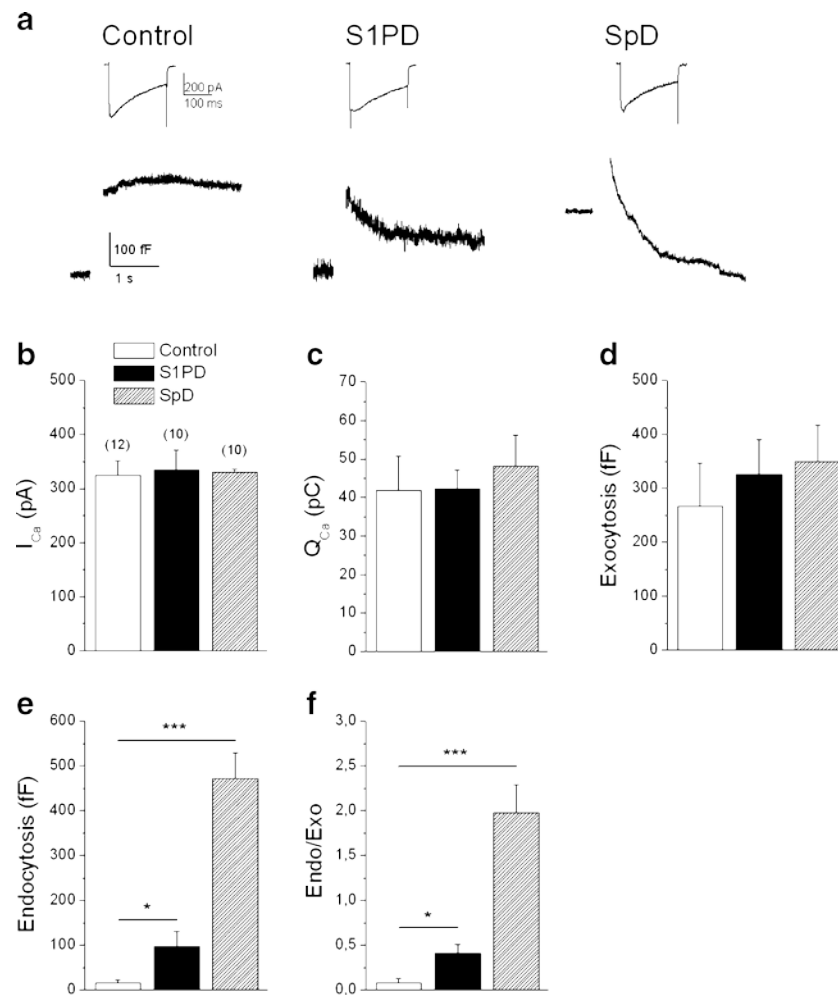 a
Control
S1PD
SpD
200 pA
100 ms
100 fF
1 s
b
Control
S1PD
SpD
500
400
300
200
100
0
I Ca (pA)
(12)
(10)
(10)
c
70
60
50
40
30
20
10
0
Q Ca (pC)
d
500
400
300
200
100
0
Exocytosis (fF)
e
600
500
400
300
200
100
0
Endocytosis (fF)
***
*
f
3,0
2,5
2,0
1,5
1,0
0,5
0,0
Endo/Exo
***
*